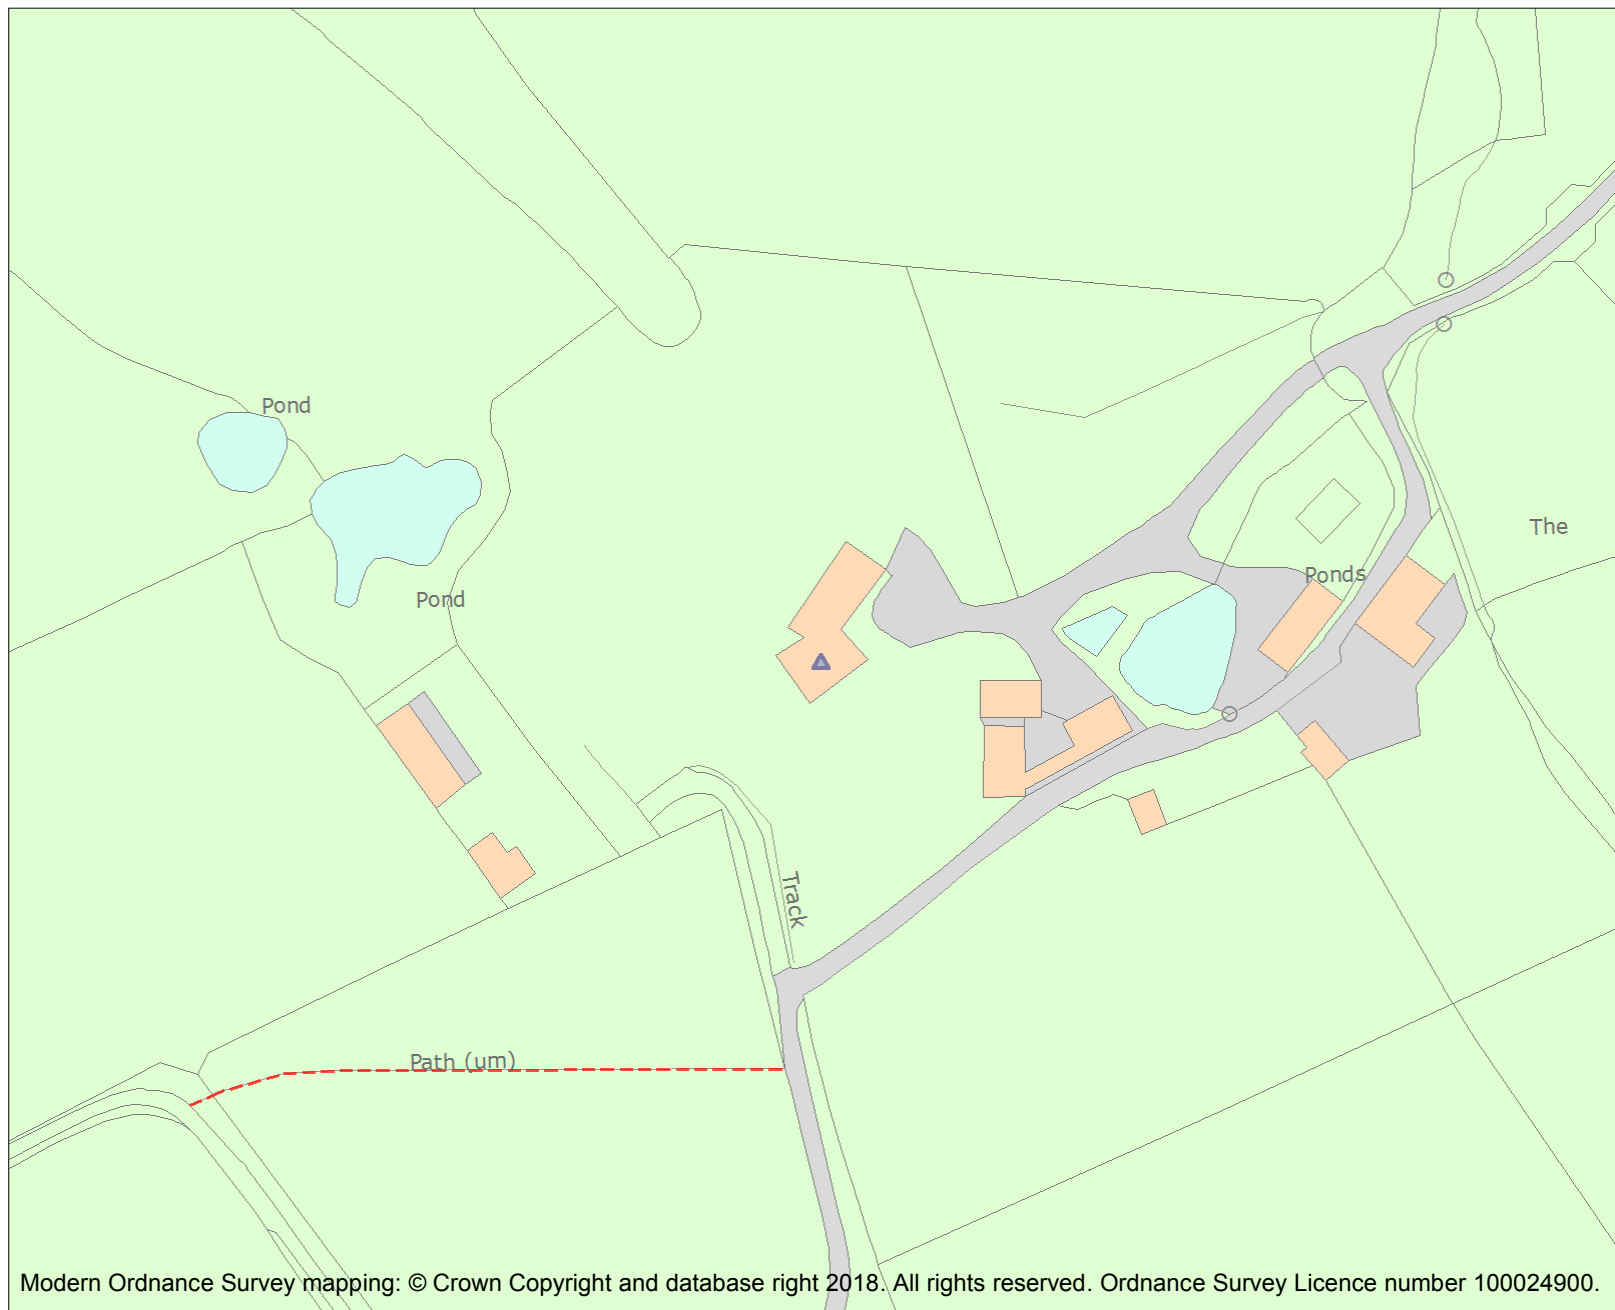 Pond
The
Ponds
Pond
Track
Path (um)
Modern Ordnance Survey mapping: © Crown Copyright and database right 2018. All rights reserved. Ordnance Survey Licence number 100024900.